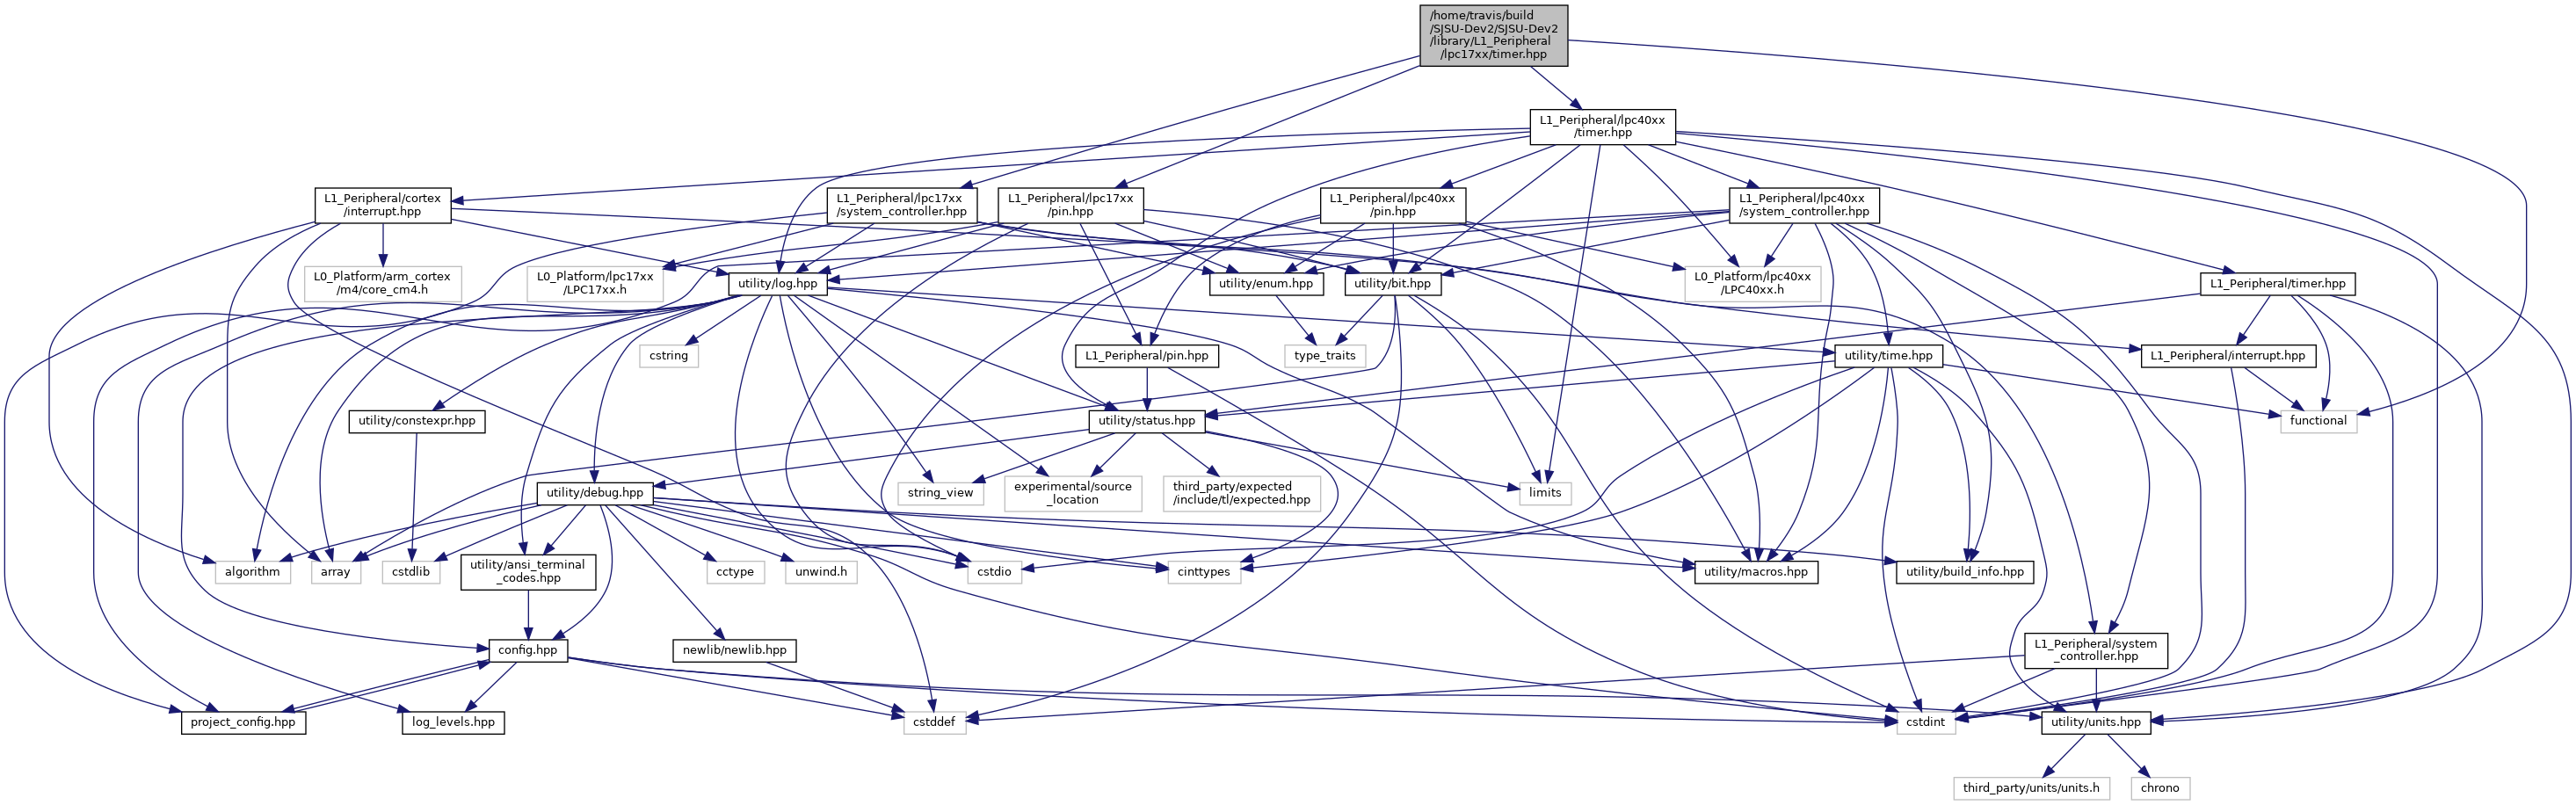 /home/travis/build
/SJSU-Dev2/SJSU-Dev2
/library/L1_Peripheral
/lpc17xx/timer.hpp
L1_Peripheral/lpc40xx
/timer.hpp
L1_Peripheral/cortex
/interrupt.hpp
L1_Peripheral/lpc17xx
/system_controller.hpp
L1_Peripheral/lpc17xx
/pin.hpp
L1_Peripheral/lpc40xx
/pin.hpp
L1_Peripheral/lpc40xx
/system_controller.hpp
L0_Platform/arm_cortex
/m4/core_cm4.h
L0_Platform/lpc17xx
/LPC17xx.h
utility/log.hpp
utility/enum.hpp
utility/bit.hpp
L0_Platform/lpc40xx
/LPC40xx.h
L1_Peripheral/timer.hpp
cstring
L1_Peripheral/pin.hpp
type_traits
utility/time.hpp
L1_Peripheral/interrupt.hpp
utility/constexpr.hpp
utility/status.hpp
functional
utility/debug.hpp
string_view
experimental/source
_location
third_party/expected
/include/tl/expected.hpp
limits
algorithm
array
cstdlib
utility/ansi_terminal
_codes.hpp
cctype
unwind.h
cstdio
cinttypes
utility/macros.hpp
utility/build_info.hpp
config.hpp
newlib/newlib.hpp
L1_Peripheral/system
_controller.hpp
project_config.hpp
log_levels.hpp
cstddef
cstdint
utility/units.hpp
third_party/units/units.h
chrono